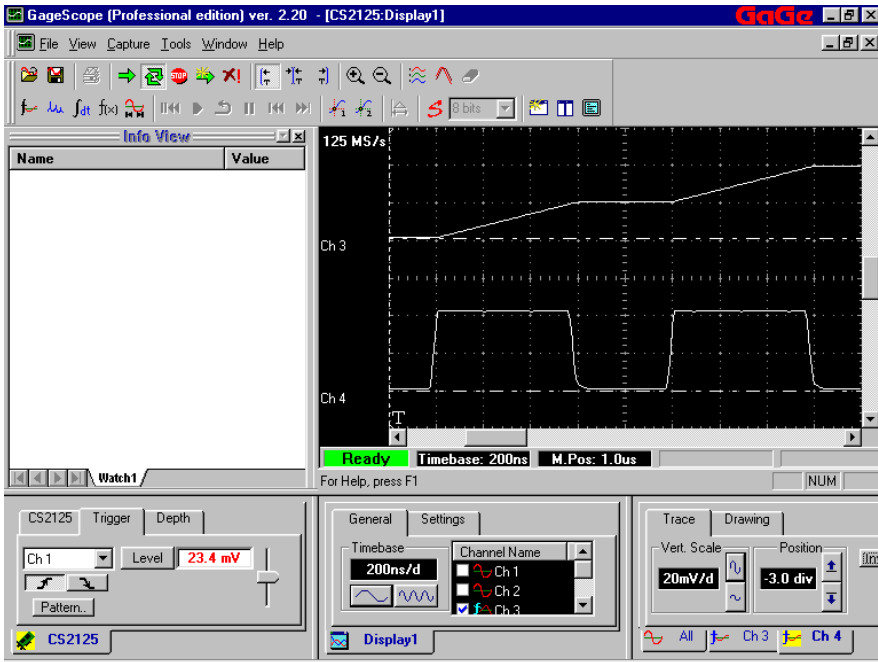 GageScope (Professional edition) ver. 2.20 - [CS2125:Display1] GaGe
File View Capture Tools Window Help
STOP
∫dt f(x) 1 2 8 bits
Info View
Name Value
125 MS/s
Ch 3
Ch 4
T
Ready Timebase: 200ns M.Pos: 1.0us
Watch1
For Help, press F1 NUM
CS2125 Trigger Depth
Ch 1 Level 23.4 mV
Pattern..
CS2125
General Settings
Timebase
200ns/d
Channel Name
Ch 1
Ch 2
Ch 3
Display1
Trace Drawing
Vert. Scale Position
20mV/d -3.0 div
All Ch 3 Ch 4